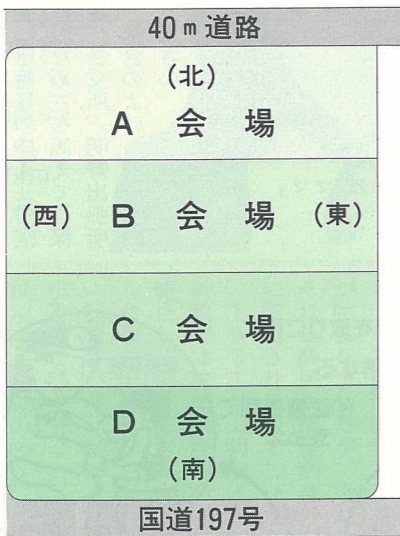 40m道路
(北)
A 会 場
(西) B 会 場 (東)
C 会 場
D 会 場
(南)
国道197号